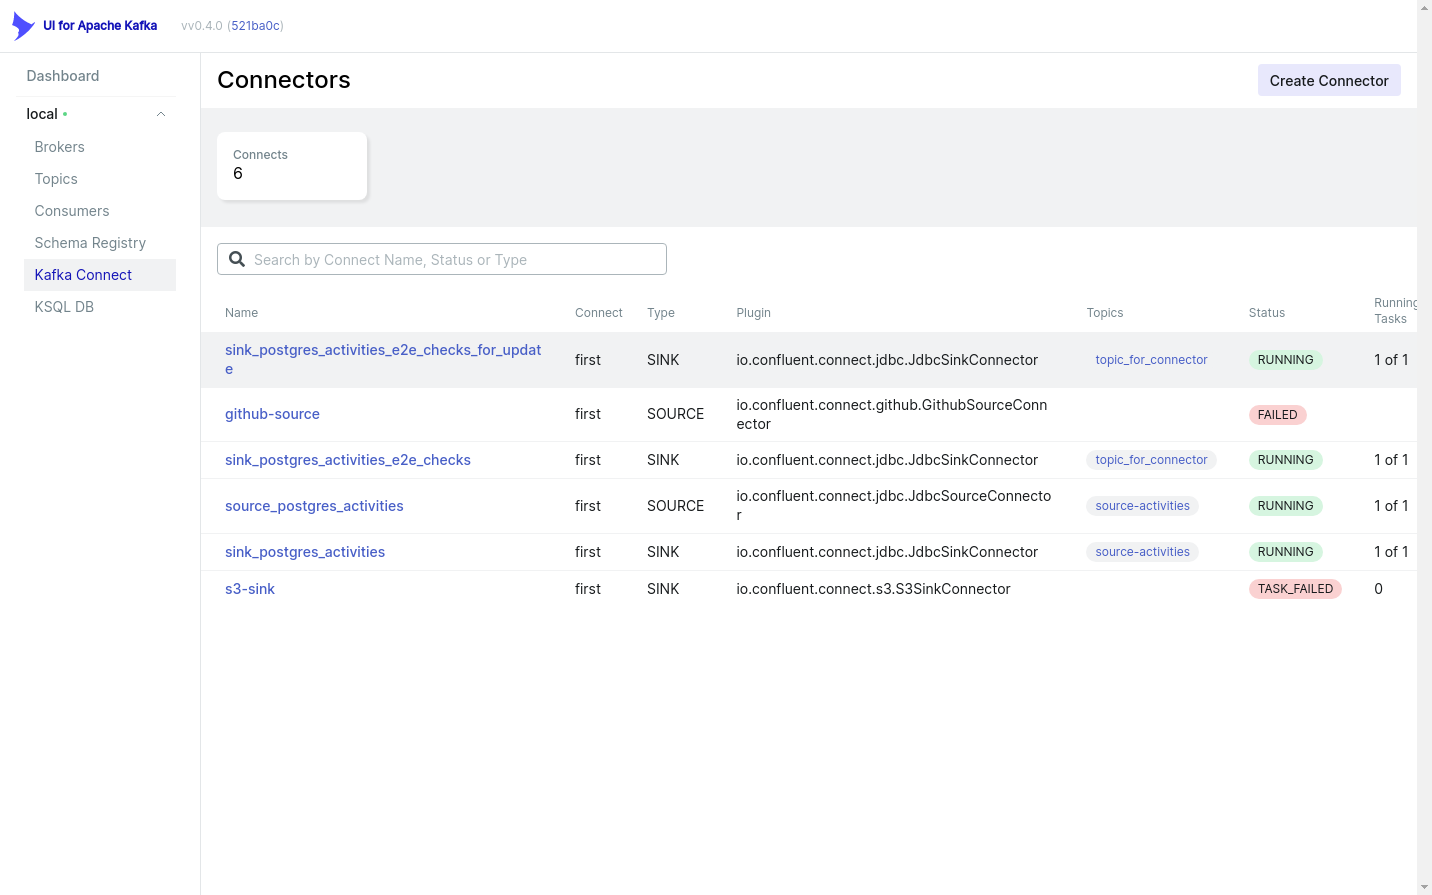 UI for Apache Kafka vv0.4.0 (521ba0c)
Dashboard
local
Brokers
Topics
Consumers
Schema Registry
Kafka Connect
KSQL DB
Connectors
Create Connector
Connects
6
Search by Connect Name, Status or Type
Name Connect Type Plugin Topics Status Running
Tasks
sink_postgres_activities_e2e_checks_for_updat
e
first SINK io.confluent.connect.jdbc.JdbcSinkConnector topic_for_connector RUNNING 1 of 1
github-source first SOURCE io.confluent.connect.github.GithubSourceConn
ector
FAILED
sink_postgres_activities_e2e_checks first SINK io.confluent.connect.jdbc.JdbcSinkConnector topic_for_connector RUNNING 1 of 1
source_postgres_activities first SOURCE io.confluent.connect.jdbc.JdbcSourceConnecto
r
source-activities RUNNING 1 of 1
sink_postgres_activities first SINK io.confluent.connect.jdbc.JdbcSinkConnector source-activities RUNNING 1 of 1
s3-sink first SINK io.confluent.connect.s3.S3SinkConnector TASK_FAILED 0